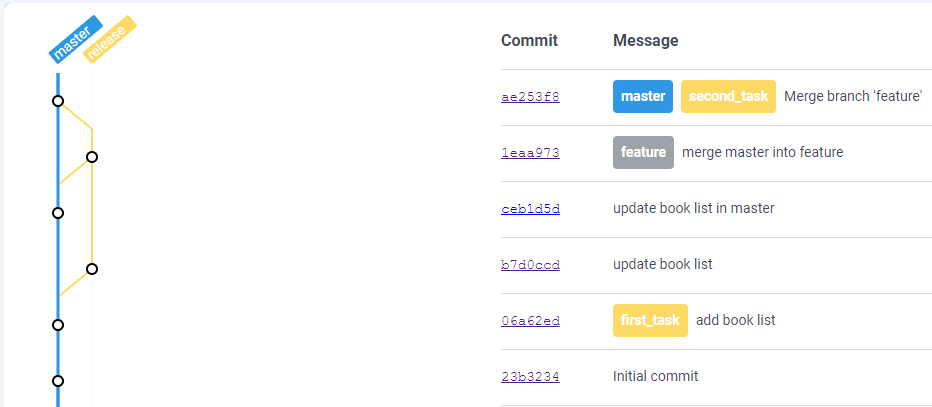 master
release
Commit Message
ae253f8 master second_task Merge branch 'feature'
1eaa973 feature merge master into feature
ceb1d5d update book list in master
b7d0ccd update book list
06a62ed first_task add book list
23b3234 Initial commit